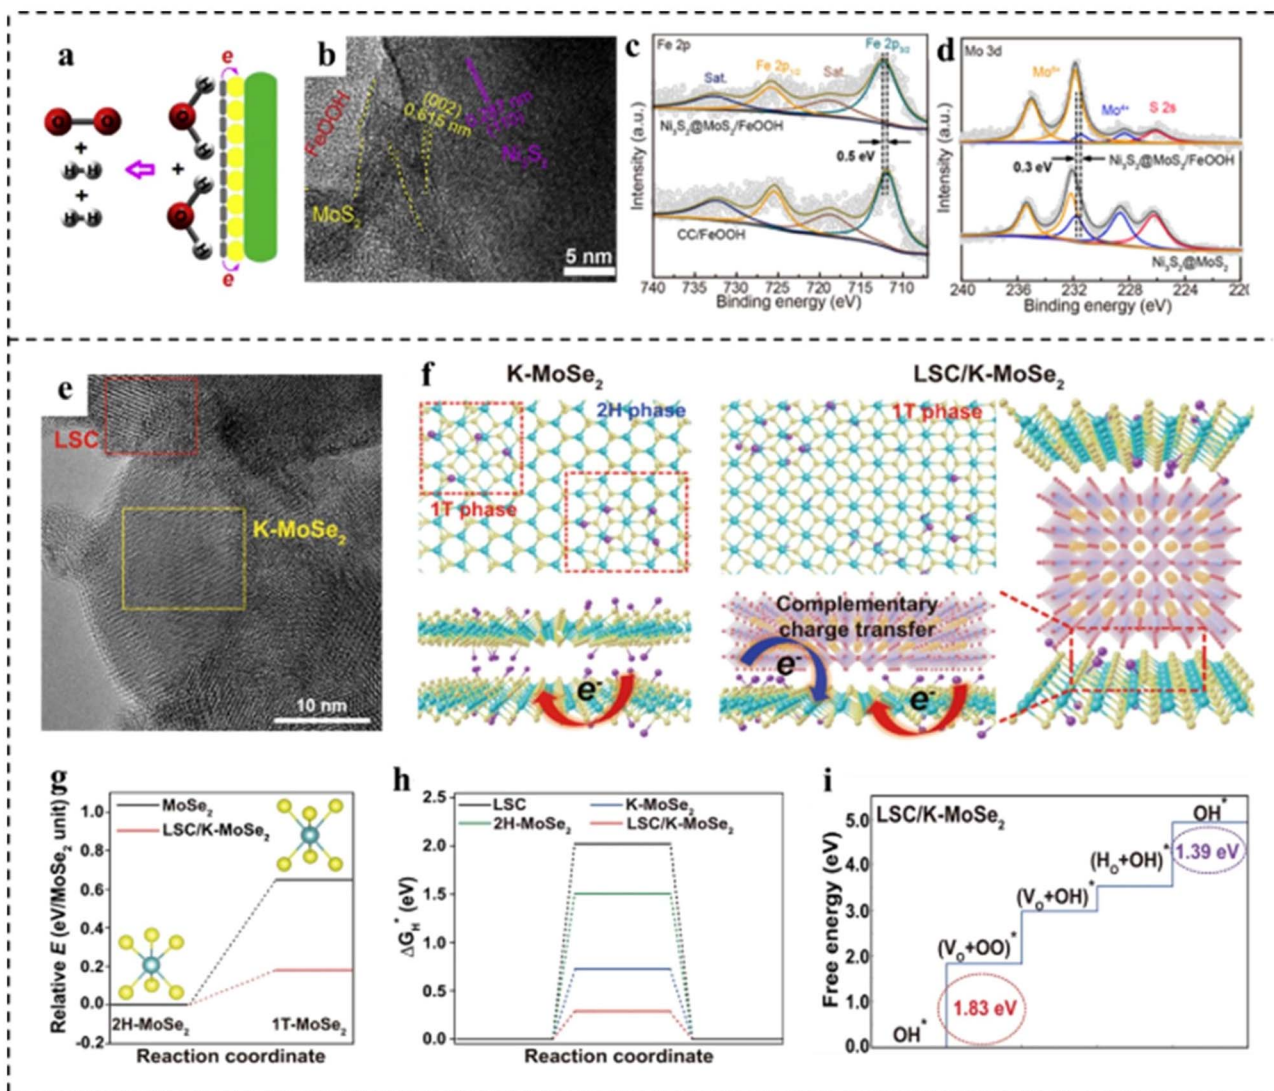 a
e
O
O
H
H
O
H
H
+
H
H
+
H
H
+
O
H
H
e
b
FeOOH
MoS₂
(002)
0.615 nm
Ni₃S₂
5 nm
c
Fe 2p
Fe 2p₃/₂
Fe 2p₁/₂
Sat.
Sat.
Ni₃S₂@MoS₂/FeOOH
0.5 eV
CC/FeOOH
Intensity (a.u.)
740 735 730 725 720 715 710
Binding energy (eV)
d
Mo 3d
Mo⁴⁺
S 2s
Ni₃S₂@MoS₂/FeOOH
0.3 eV
Ni₃S₂@MoS₂
Intensity (a.u.)
240 236 232 228 224 220
Binding energy (eV)
e
LSC
K-MoSe₂
10 nm
f
K-MoSe₂
LSC/K-MoSe₂
2H phase
1T phase
1T phase
Complementary
charge transfer
e⁻
e⁻
e⁻
g
Relative E (eV/MoSe₂ unit)
1.0
0.8
0.6
0.4
0.2
0.0
-0.2
MoSe₂
LSC/K-MoSe₂
2H-MoSe₂
1T-MoSe₂
Reaction coordinate
h
ΔG_H* (eV)
2.5
2.0
1.5
1.0
0.5
0.0
LSC
K-MoSe₂
2H-MoSe₂
LSC/K-MoSe₂
Reaction coordinate
i
LSC/K-MoSe₂
Free energy (eV)
5.0
4.0
3.0
2.0
1.0
0.0
OH*
1.39 eV
(H_O+OH)*
(V_O+OH)*
(V_O+OO)*
1.83 eV
OH*